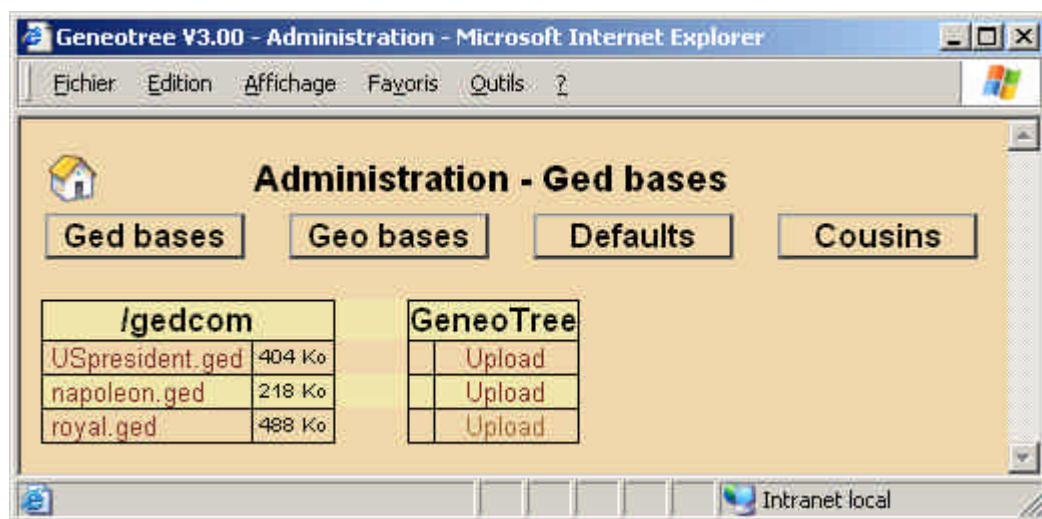 Geneotree V3.00 - Administration - Microsoft Internet Explorer
Fichier Edition Affichage Favoris Outils ?
Administration - Ged bases
Ged bases Geo bases Defaults Cousins
/gedcom GeneoTree
USpresident.ged 404 Ko Upload
napoleon.ged 218 Ko Upload
royal.ged 488 Ko Upload
Intranet local